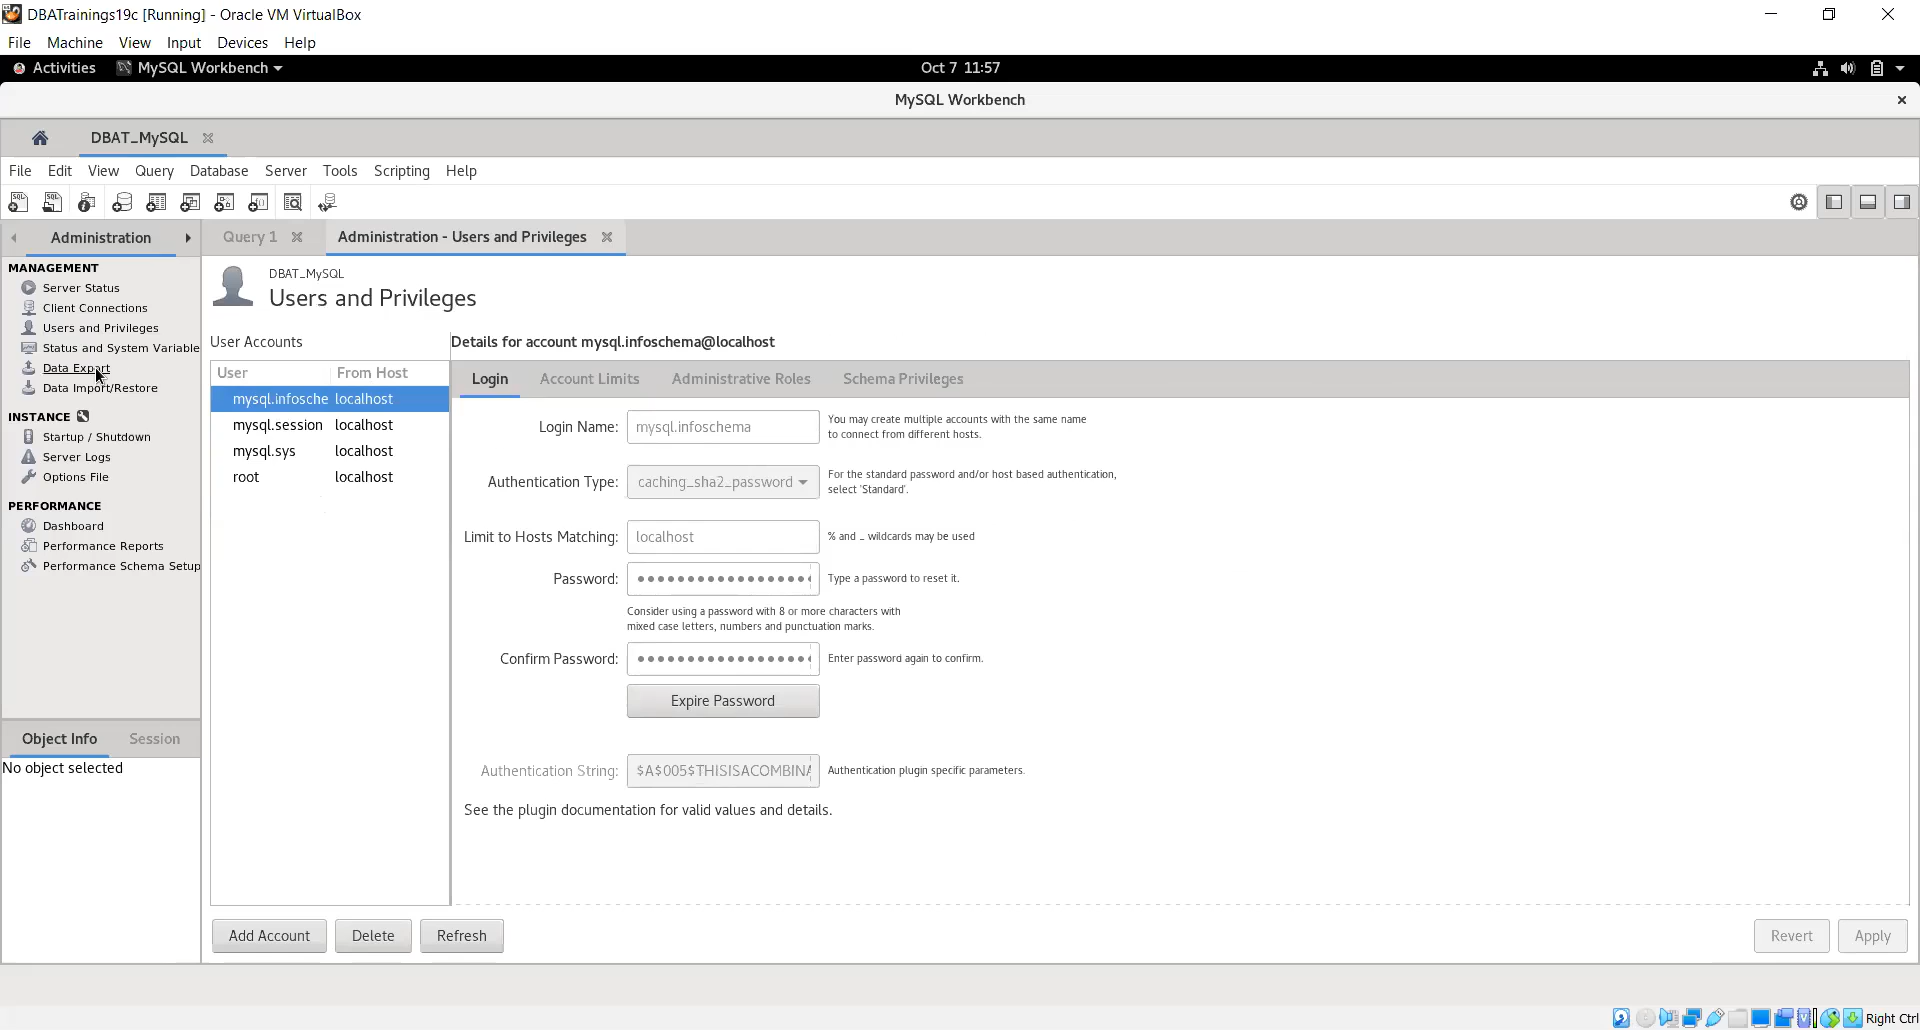 DBATrainings19c [Running] - Oracle VM VirtualBox
File Machine View Input Devices Help
Activities MySQL Workbench Oct 7 11:57
MySQL Workbench
DBAT_MySQL
File Edit View Query Database Server Tools Scripting Help
Administration Query 1 Administration - Users and Privileges
MANAGEMENT
Server Status
Client Connections
Users and Privileges
Status and System Variable
Data Export
Data Import/Restore
INSTANCE
Startup / Shutdown
Server Logs
Options File
PERFORMANCE
Dashboard
Performance Reports
Performance Schema Setup
Object Info Session
No object selected
DBAT_MySQL
Users and Privileges
User Accounts
User From Host
mysql.infosche localhost
mysql.session localhost
mysql.sys localhost
root localhost
Details for account mysql.infoschema@localhost
Login Account Limits Administrative Roles Schema Privileges
Login Name: mysql.infoschema You may create multiple accounts with the same name
to connect from different hosts.
Authentication Type: caching_sha2_password For the standard password and/or host based authentication,
select 'Standard'.
Limit to Hosts Matching: localhost % and _ wildcards may be used
Password: Type a password to reset it.
Consider using a password with 8 or more characters with
mixed case letters, numbers and punctuation marks.
Confirm Password: Enter password again to confirm.
Expire Password
Authentication String: $A$005$THISISACOMBINA Authentication plugin specific parameters.
See the plugin documentation for valid values and details.
Add Account Delete Refresh Revert Apply
Right Ctrl